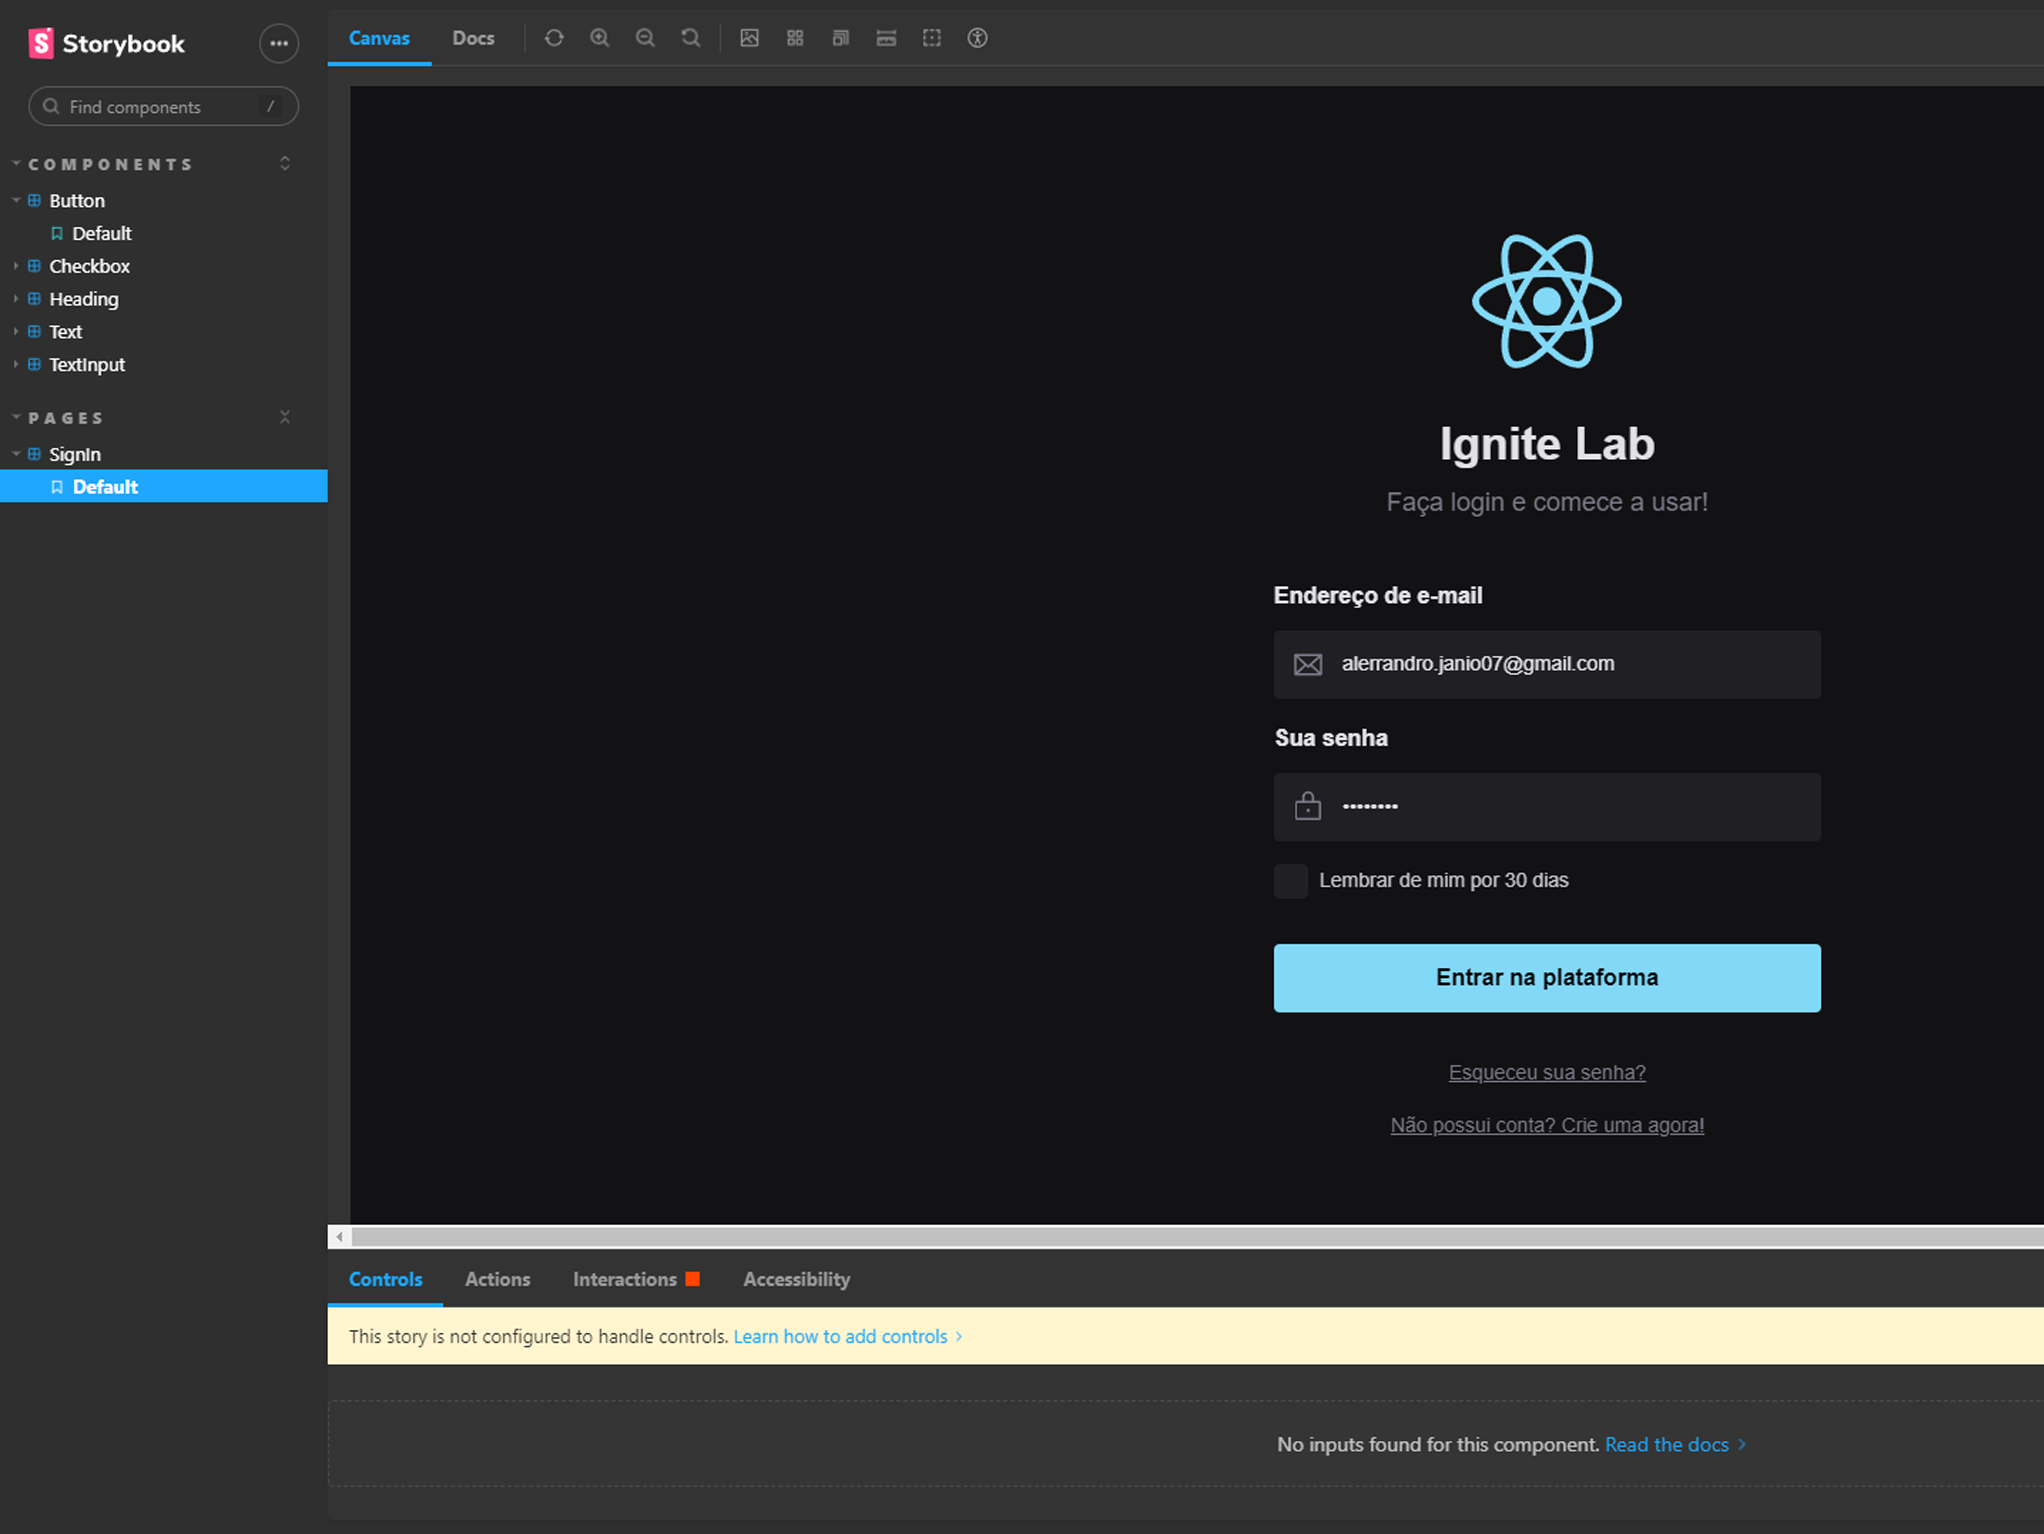 Storybook
Find components /
COMPONENTS
Button
Default
Checkbox
Heading
Text
TextInput
PAGES
SignIn
Default
Canvas Docs
Ignite Lab
Faça login e comece a usar!
Endereço de e-mail
alerrandro.janio07@gmail.com
Sua senha
••••••••
Lembrar de mim por 30 dias
Entrar na plataforma
Esqueceu sua senha?
Não possui conta? Crie uma agora!
Controls Actions Interactions Accessibility
This story is not configured to handle controls. Learn how to add controls
No inputs found for this component. Read the docs